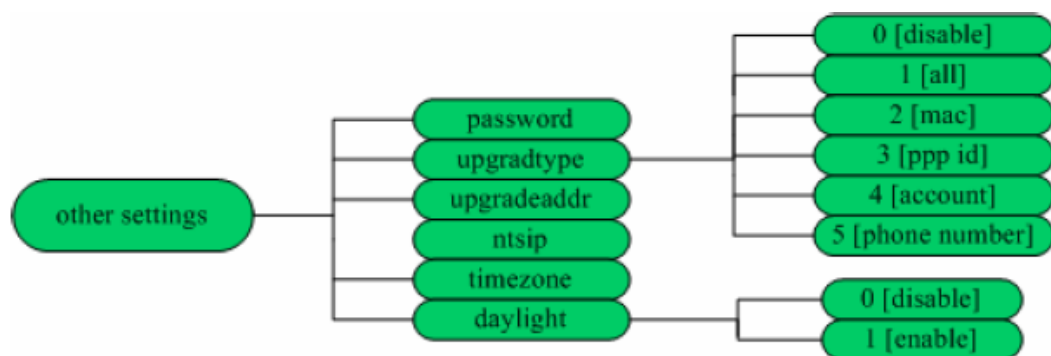 other settings
password
upgradtype
upgradeaddr
ntsip
timezone
daylight
0 [disable]
1 [all]
2 [mac]
3 [ppp id]
4 [account]
5 [phone number]
0 [disable]
1 [enable]